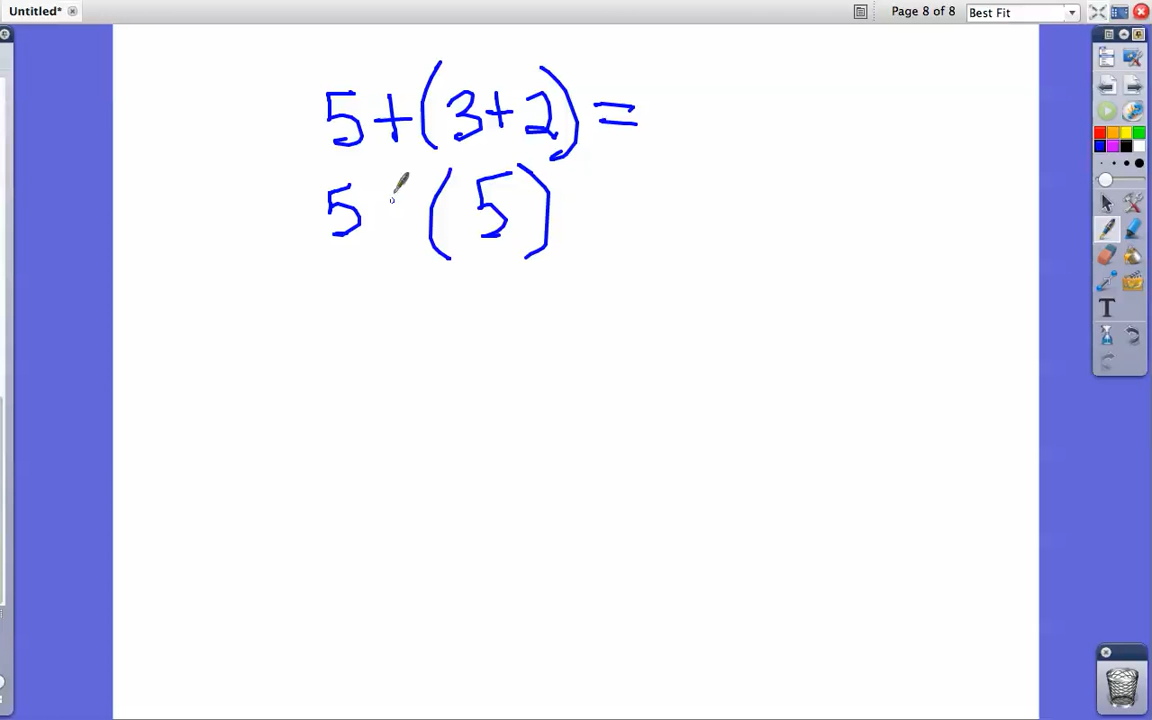 Untitled*
Page 8 of 8
Best Fit
5+(3+2)=
5 (5)
T